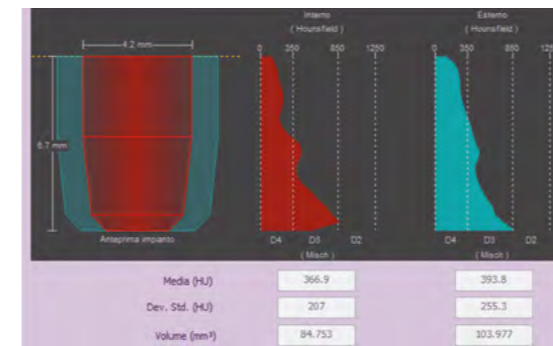 Interno Esterno
( Hounsfield ) ( Hounsfield )
0 350 850 1250 0 350 850 1250
4.2 mm
6.7 mm
Anteprima impianto
D4 D3 D2 D4 D3 D2
( Misch ) ( Misch )
Media (HU) 366.9 393.8
Dev. Std. (HU) 207 255.3
Volume (mm³) 84.753 103.977